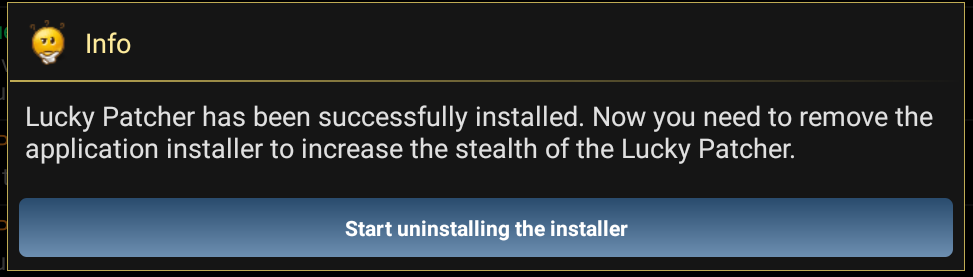 Info
Lucky Patcher has been successfully installed. Now you need to remove the
application installer to increase the stealth of the Lucky Patcher.
Start uninstalling the installer